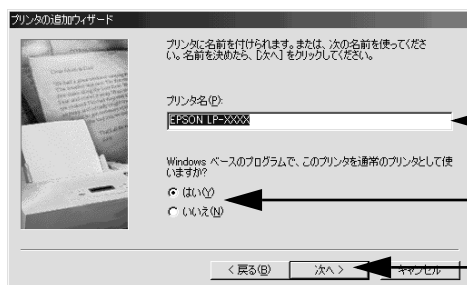 プリンタの追加ウィザード
プリンタに名前を付けられます。または、次の名前を使ってくださ
い。名前を決めたら、[次へ] をクリックしてください。
プリンタ名(P):
EPSON LP-XXXX
Windows ベースのプログラムで、このプリンタを通常のプリンタとして使
いますか?
はい(Y)
いいえ(N)
< 戻る(B)
次へ >
キャンセル